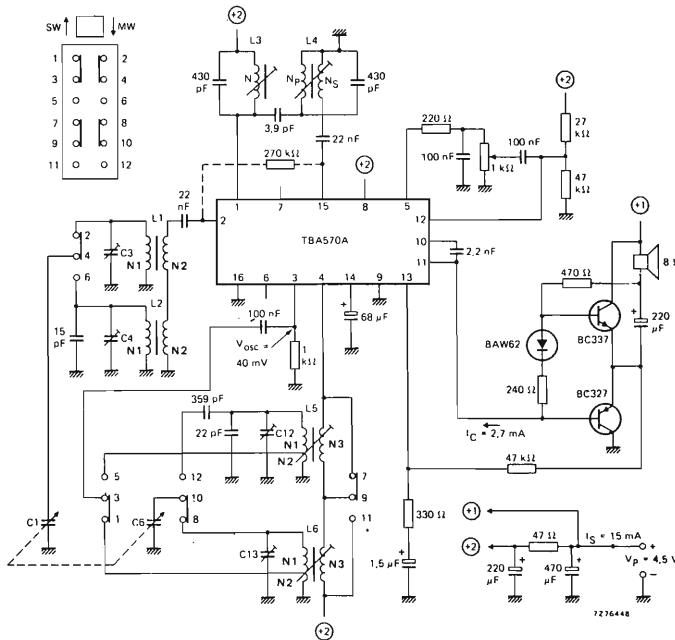 SW MW
1 2
3 4
5 6
7 8
9 10
11 12
+2
L3 L4
430 pF
N
N_P N_S
430 pF
3,9 pF
22 nF
270 kΩ
+2
220 Ω
100 nF
1 kΩ
100 nF
+2
27 kΩ
47 kΩ
22 nF
2
1 7 15 8 5
12
10
11
TBA570A
16 6 3 4 14 9 13
2,2 nF
L1
2
4
6
C3
N1 N2
L2
15 pF
C4
N1 N2
100 nF
V_osc = 40 mV
1 kΩ
68 µF
+
+1
8 Ω
470 Ω
+
220 µF
BC337
BAW62
240 Ω
BC327
I_C = 2,7 mA
359 pF
22 pF
C12
L5
N1
N2
N3
5
3
1
12
10
8
7
9
11
C1
C6
C13
L6
N1
N2
N3
+2
47 kΩ
330 Ω
1,5 µF
+
+1
+2
47 Ω
I_S = 15 mA
+
V_P = 4,5 V
−
220 µF
+
470 µF
+
7276448